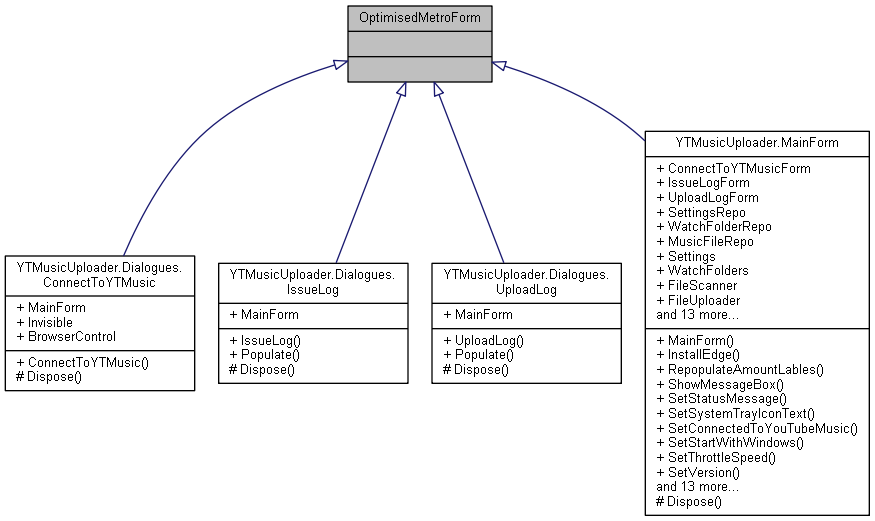 OptimisedMetroForm
YTMusicUploader.Dialogues.
ConnectToYTMusic
+ MainForm
+ Invisible
+ BrowserControl
+ ConnectToYTMusic()
# Dispose()
YTMusicUploader.Dialogues.
IssueLog
+ MainForm
+ IssueLog()
+ Populate()
# Dispose()
YTMusicUploader.Dialogues.
UploadLog
+ MainForm
+ UploadLog()
+ Populate()
# Dispose()
YTMusicUploader.MainForm
+ ConnectToYTMusicForm
+ IssueLogForm
+ UploadLogForm
+ SettingsRepo
+ WatchFolderRepo
+ MusicFileRepo
+ Settings
+ WatchFolders
+ FileScanner
+ FileUploader
and 13 more...
+ MainForm()
+ InstallEdge()
+ RepopulateAmountLables()
+ ShowMessageBox()
+ SetStatusMessage()
+ SetSystemTrayIconText()
+ SetConnectedToYouTubeMusic()
+ SetStartWithWindows()
+ SetThrottleSpeed()
+ SetVersion()
and 13 more...
# Dispose()